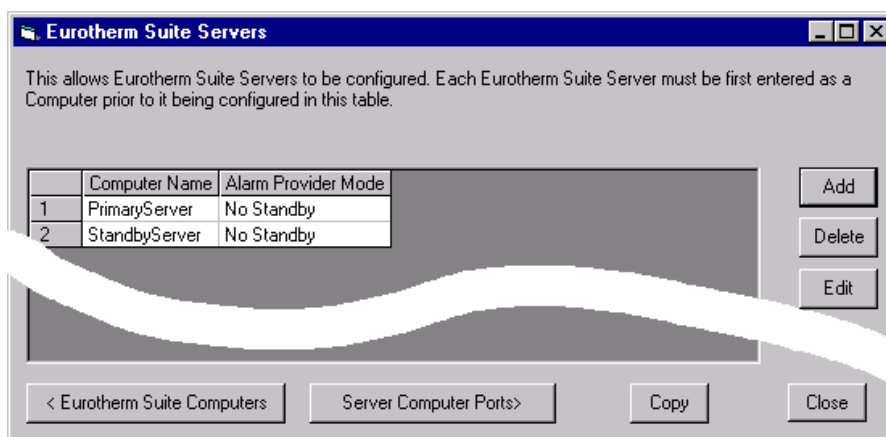 Eurotherm Suite Servers
This allows Eurotherm Suite Servers to be configured. Each Eurotherm Suite Server must be first entered as a
Computer prior to it being configured in this table.
Computer Name Alarm Provider Mode
1 PrimaryServer No Standby
2 StandbyServer No Standby
Add
Delete
Edit
< Eurotherm Suite Computers Server Computer Ports> Copy Close